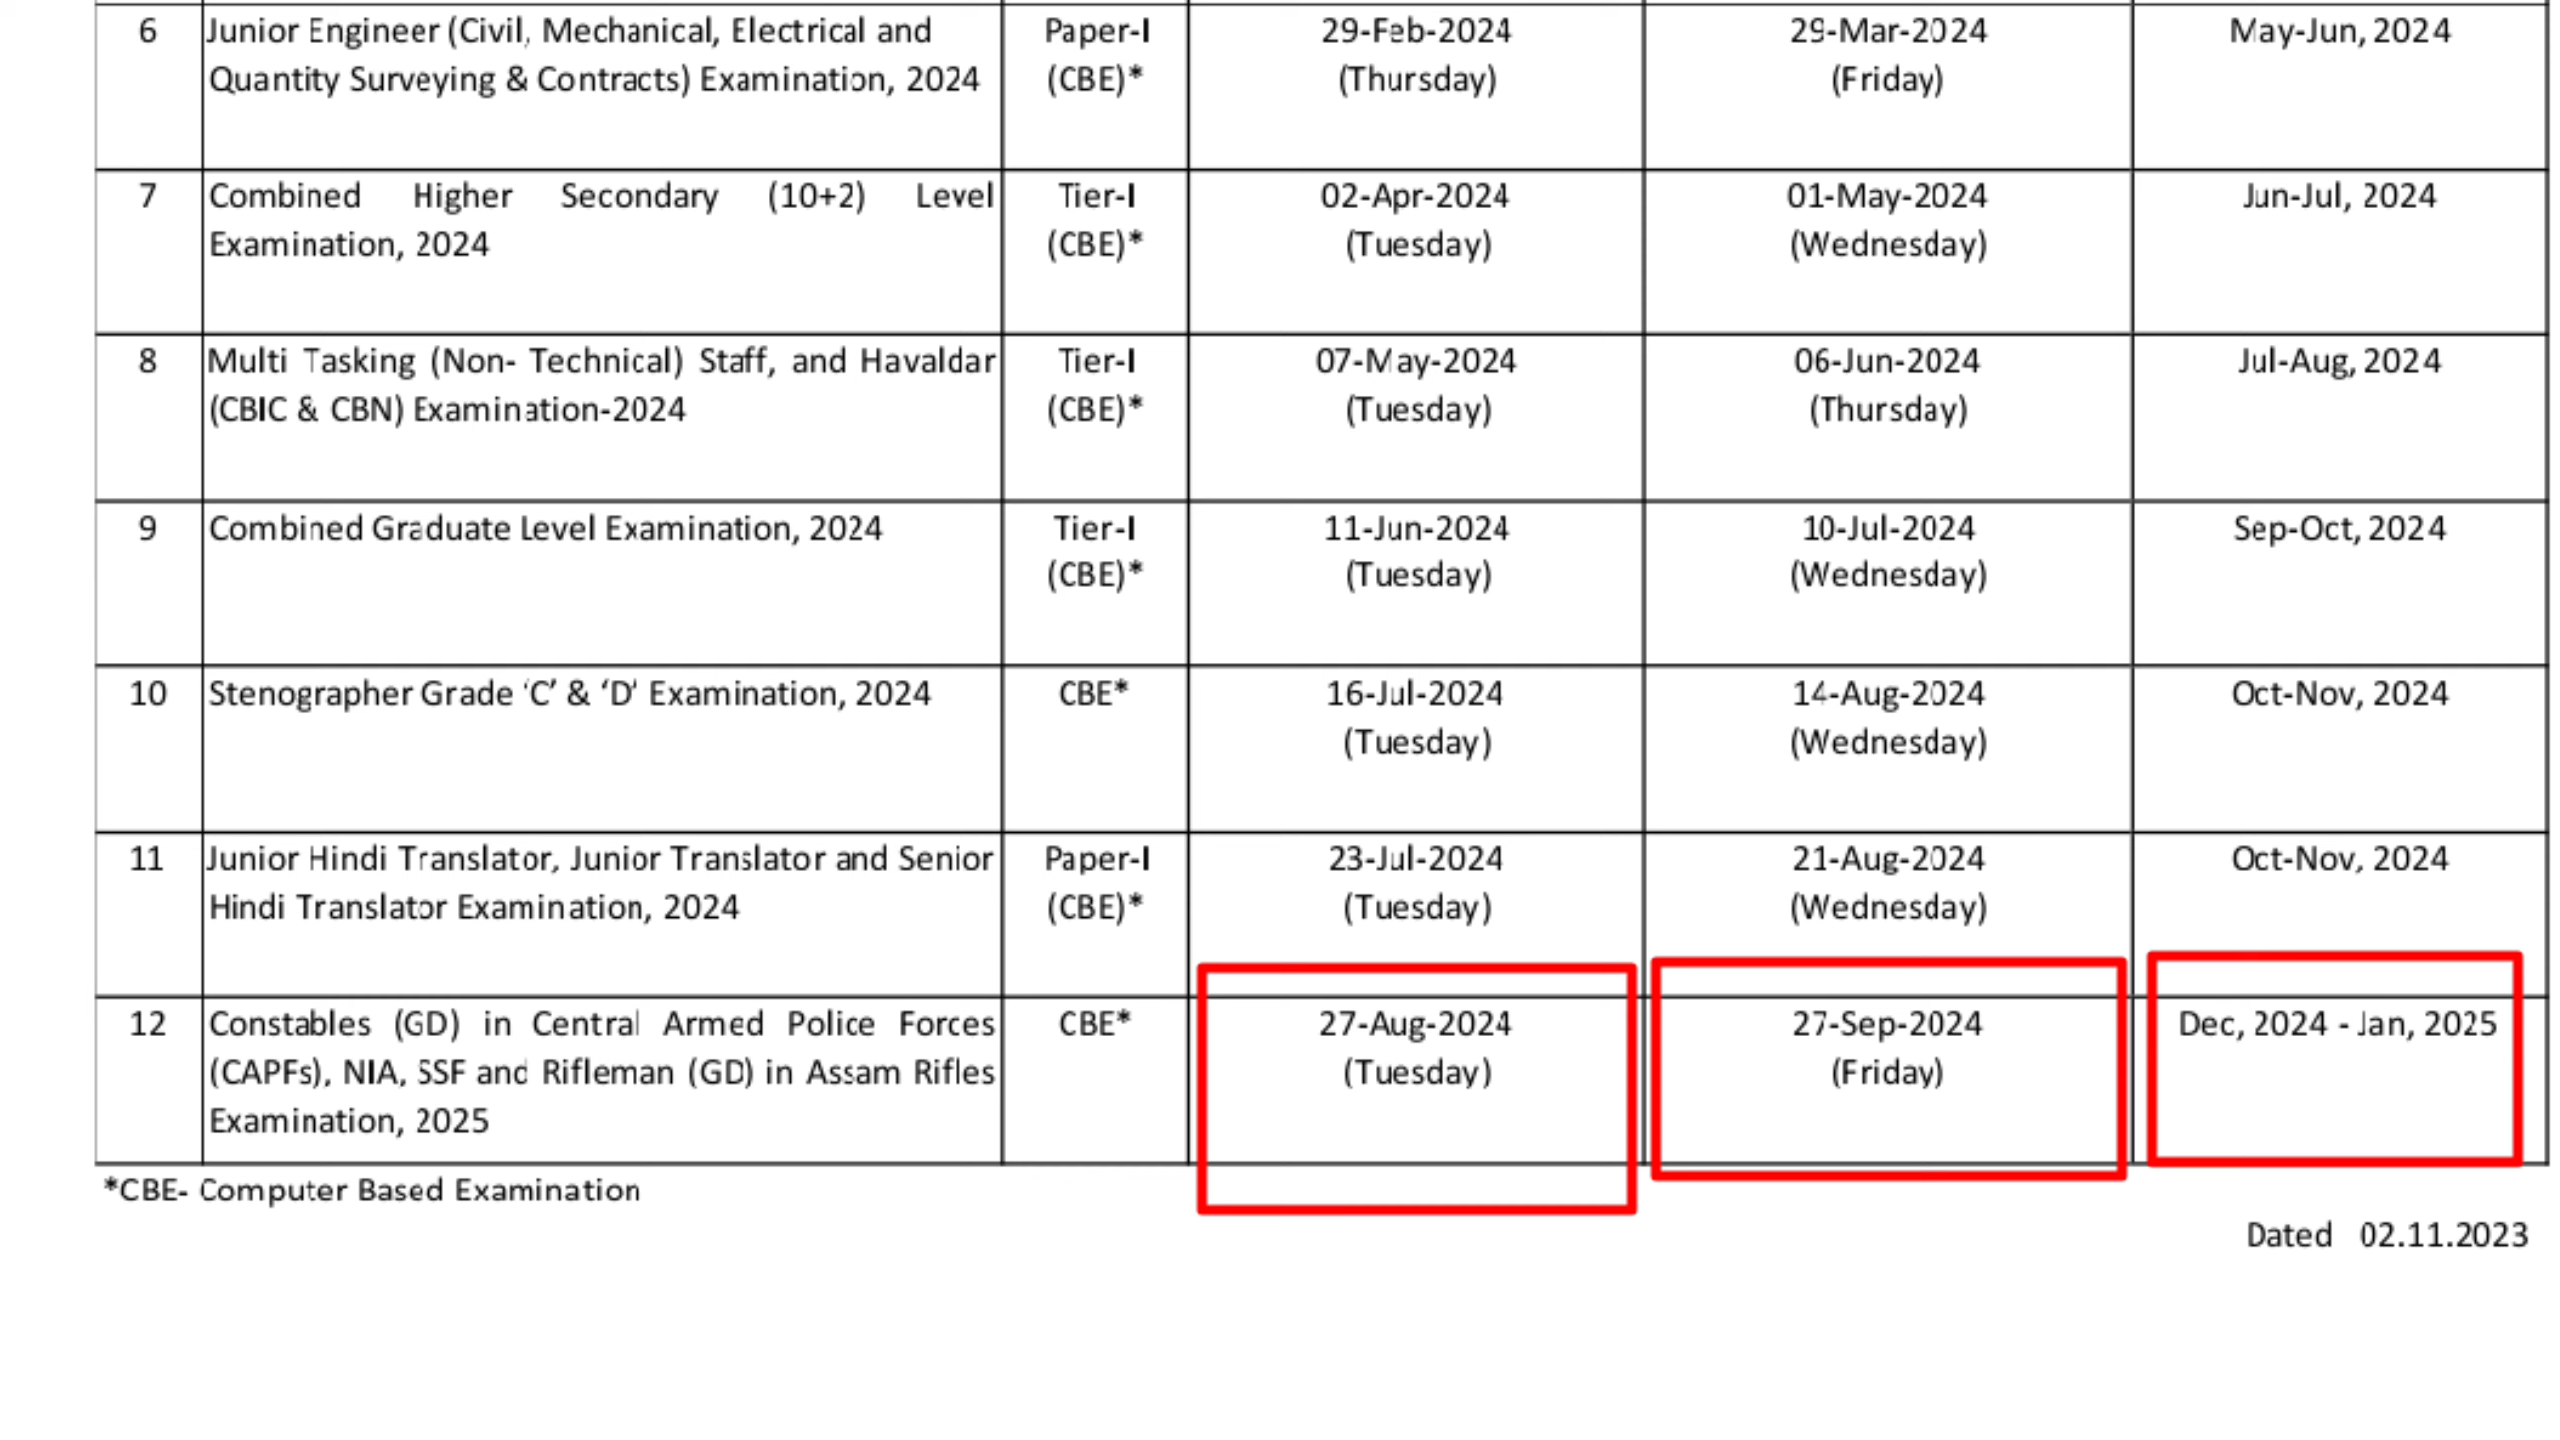 6 Junior Engineer (Civil, Mechanical, Electrical and Paper-I 29-Feb-2024 29-Mar-2024 May-Jun, 2024
Quantity Surveying & Contracts) Examination, 2024 (CBE)* (Thursday) (Friday)
7 Combined Higher Secondary (10+2) Level Tier-I 02-Apr-2024 01-May-2024 Jun-Jul, 2024
Examination, 2024 (CBE)* (Tuesday) (Wednesday)
8 Multi Tasking (Non- Technical) Staff, and Havaldar Tier-I 07-May-2024 06-Jun-2024 Jul-Aug, 2024
(CBIC & CBN) Examination-2024 (CBE)* (Tuesday) (Thursday)
9 Combined Graduate Level Examination, 2024 Tier-I 11-Jun-2024 10-Jul-2024 Sep-Oct, 2024
(CBE)* (Tuesday) (Wednesday)
10 Stenographer Grade ‘C’ & ‘D’ Examination, 2024 CBE* 16-Jul-2024 14-Aug-2024 Oct-Nov, 2024
(Tuesday) (Wednesday)
11 Junior Hindi Translator, Junior Translator and Senior Paper-I 23-Jul-2024 21-Aug-2024 Oct-Nov, 2024
Hindi Translator Examination, 2024 (CBE)* (Tuesday) (Wednesday)
12 Constables (GD) in Central Armed Police Forces CBE* 27-Aug-2024 27-Sep-2024 Dec, 2024 - Jan, 2025
(CAPFs), NIA, SSF and Rifleman (GD) in Assam Rifles (Tuesday) (Friday)
Examination, 2025
*CBE- Computer Based Examination
Dated 02.11.2023